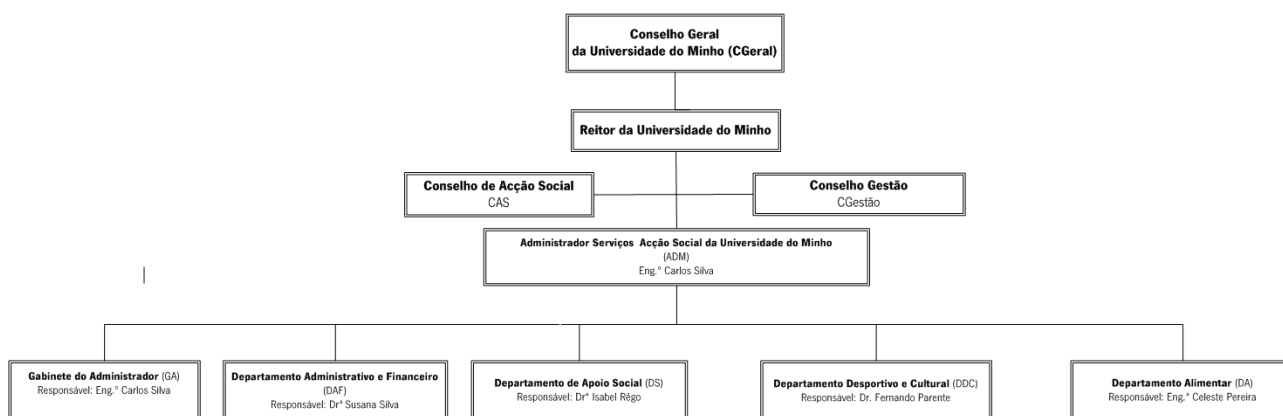 Conselho Geral
da Universidade do Minho (CGeral)
Reitor da Universidade do Minho
Conselho de Acção Social
CAS
Conselho Gestão
CGestão
Administrador Serviços Acção Social da Universidade do Minho
(ADM)
Eng.º Carlos Silva
Gabinete do Administrador (GA)
Responsável: Eng.º Carlos Silva
Departamento Administrativo e Financeiro
(DAF)
Responsável: Drª Susana Silva
Departamento de Apoio Social (DS)
Responsável: Drª Isabel Rêgo
Departamento Desportivo e Cultural (DDC)
Responsável: Dr. Fernando Parente
Departamento Alimentar (DA)
Responsável: Eng.ª Celeste Pereira